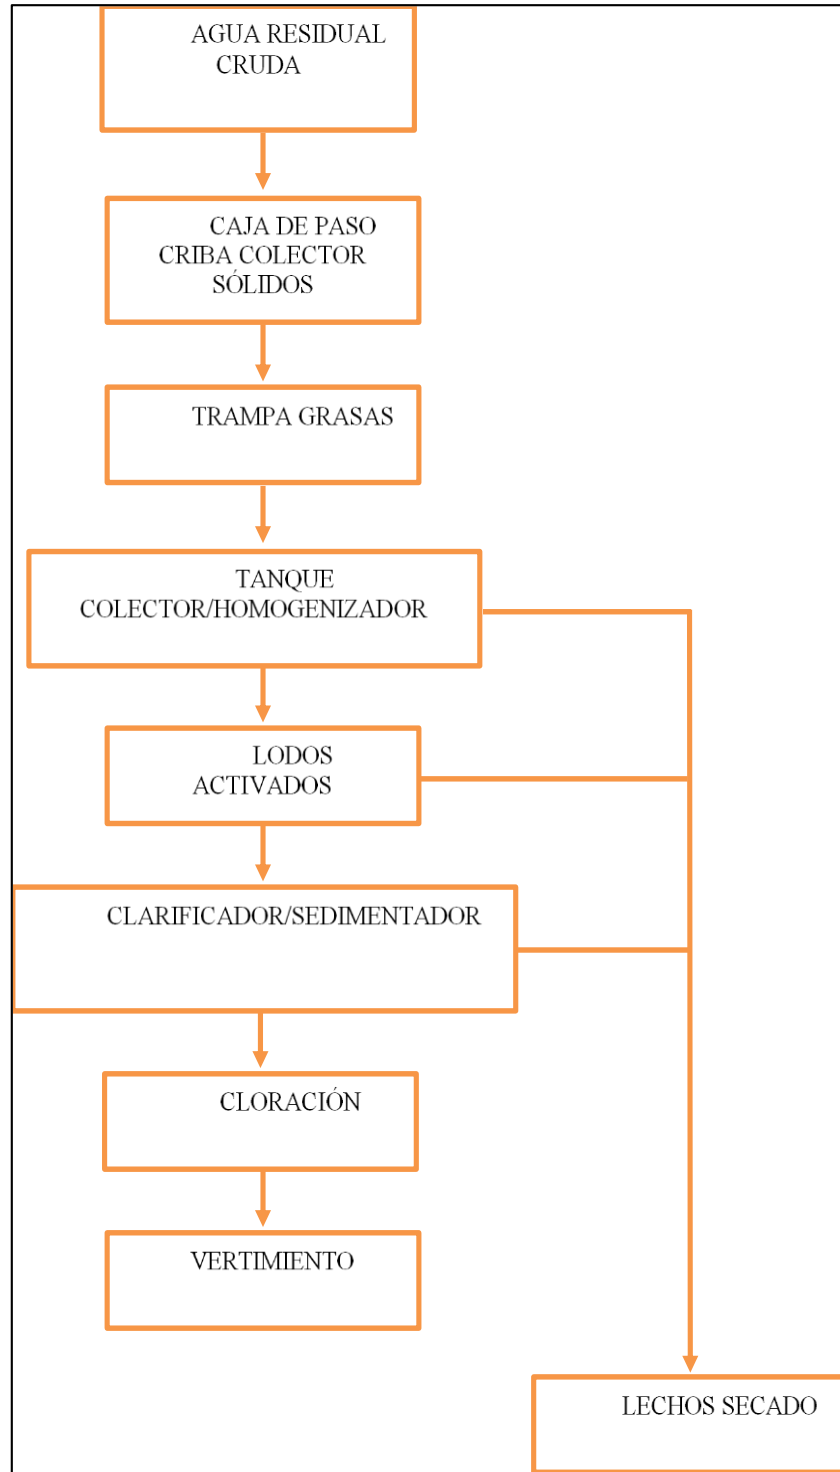 AGUA RESIDUAL
CRUDA
CAJA DE PASO
CRIBA COLECTOR
SÓLIDOS
TRAMPA GRASAS
TANQUE
COLECTOR/HOMOGENIZADOR
LODOS
ACTIVADOS
CLARIFICADOR/SEDIMENTADOR
CLORACIÓN
VERTIMIENTO
LECHOS SECADO